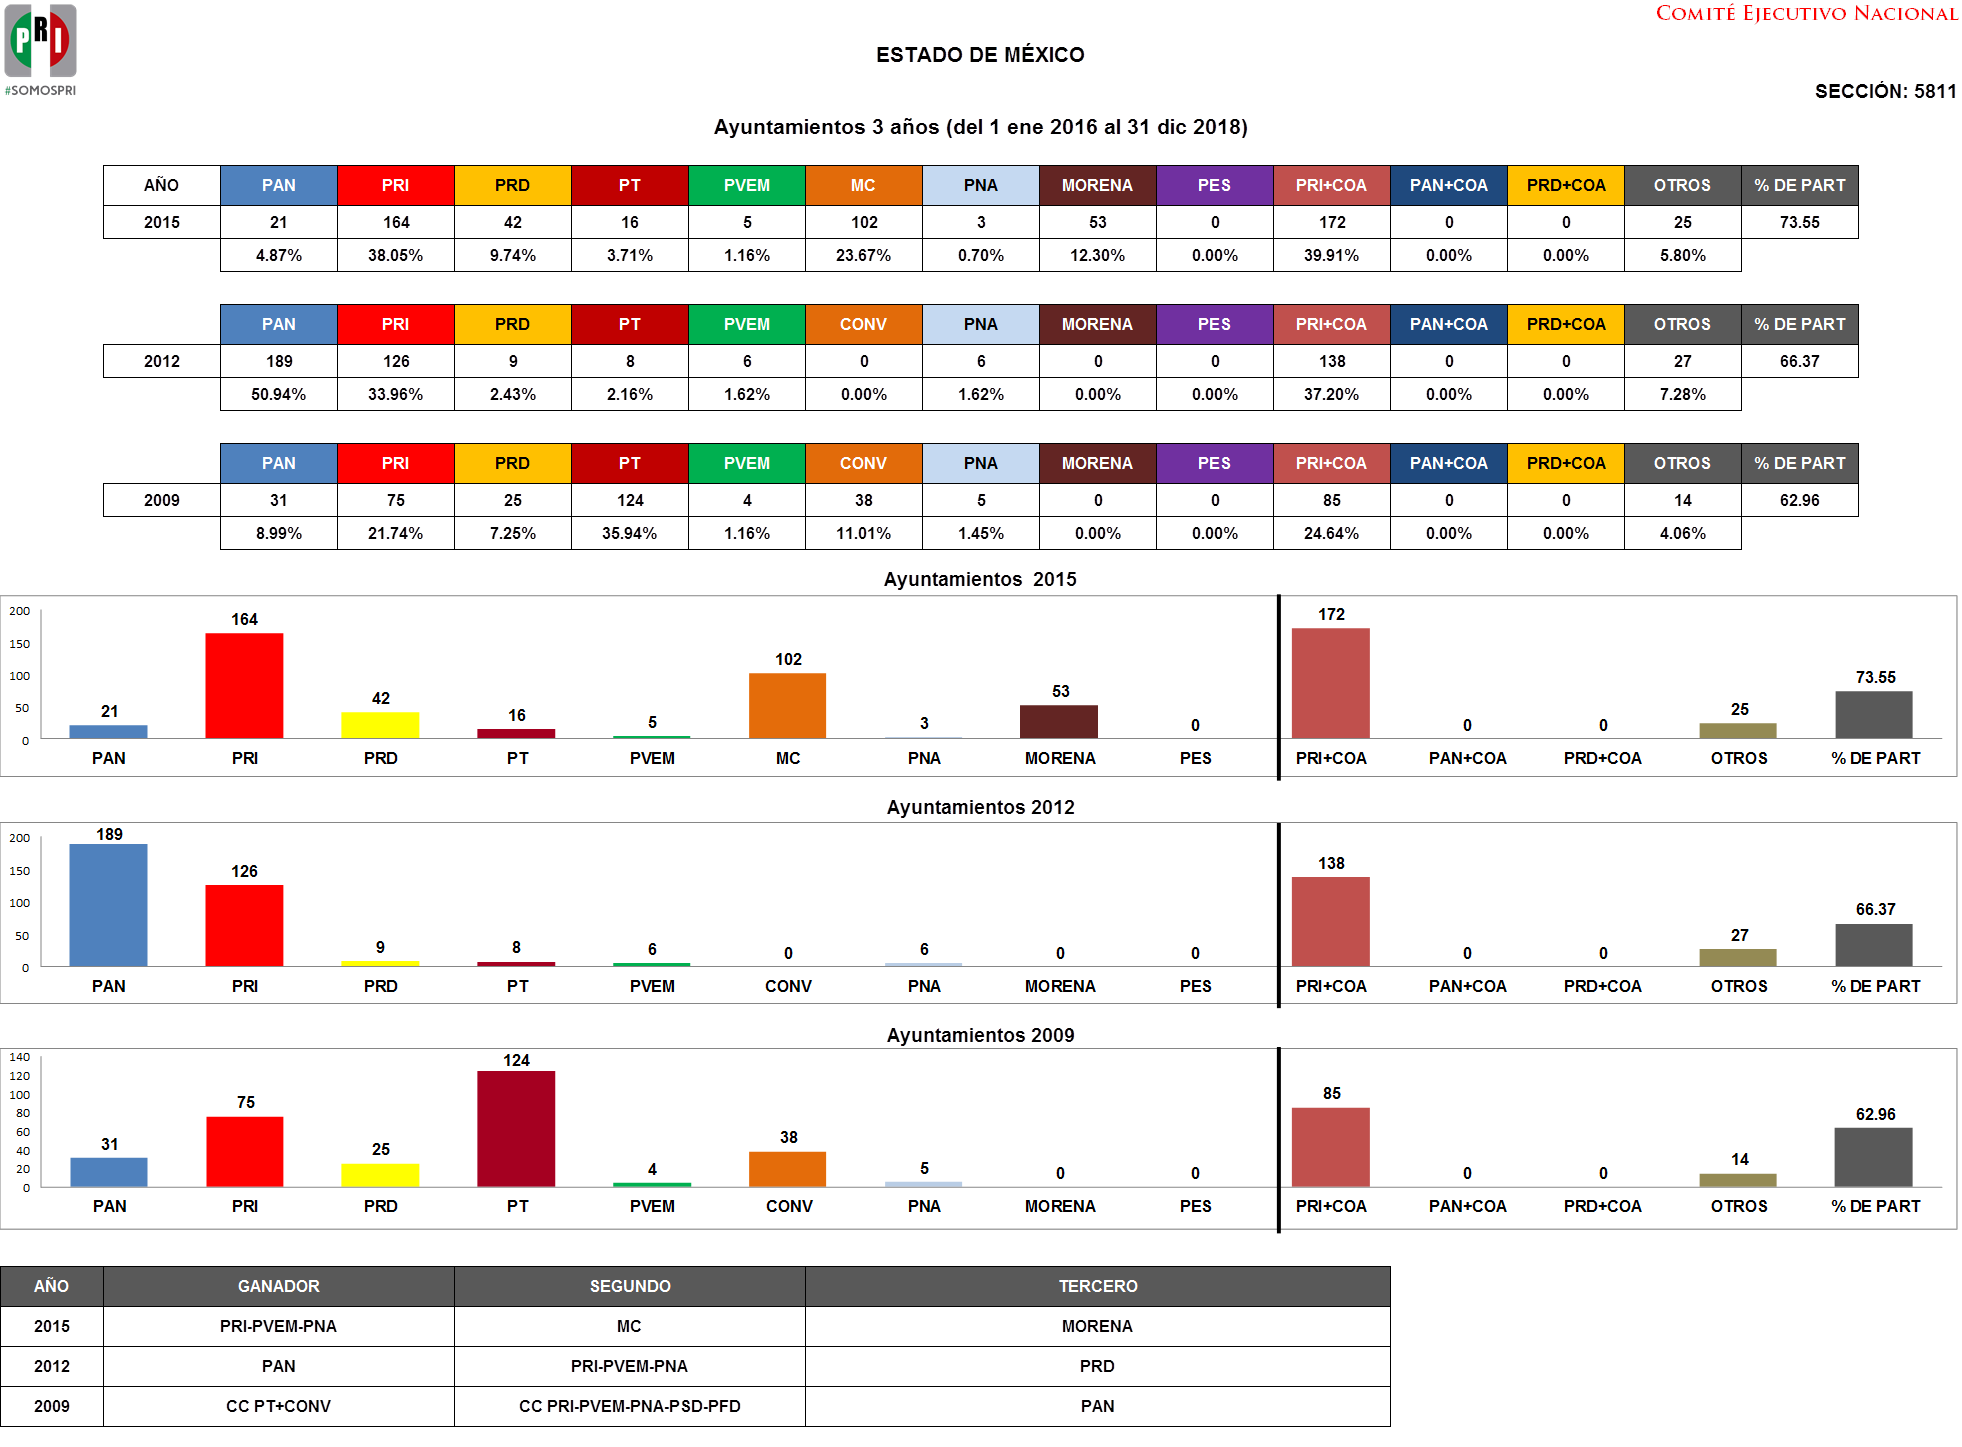 PRI
#SOMOSPRI
COMITÉ EJECUTIVO NACIONAL
ESTADO DE MÉXICO
SECCIÓN: 5811
Ayuntamientos 3 años (del 1 ene 2016 al 31 dic 2018)
AÑO PAN PRI PRD PT PVEM MC PNA MORENA PES PRI+COA PAN+COA PRD+COA OTROS % DE PART
2015 21 164 42 16 5 102 3 53 0 172 0 0 25 73.55
4.87% 38.05% 9.74% 3.71% 1.16% 23.67% 0.70% 12.30% 0.00% 39.91% 0.00% 0.00% 5.80%
PAN PRI PRD PT PVEM CONV PNA MORENA PES PRI+COA PAN+COA PRD+COA OTROS % DE PART
2012 189 126 9 8 6 0 6 0 0 138 0 0 27 66.37
50.94% 33.96% 2.43% 2.16% 1.62% 0.00% 1.62% 0.00% 0.00% 37.20% 0.00% 0.00% 7.28%
PAN PRI PRD PT PVEM CONV PNA MORENA PES PRI+COA PAN+COA PRD+COA OTROS % DE PART
2009 31 75 25 124 4 38 5 0 0 85 0 0 14 62.96
8.99% 21.74% 7.25% 35.94% 1.16% 11.01% 1.45% 0.00% 0.00% 24.64% 0.00% 0.00% 4.06%
Ayuntamientos 2015
200
150
100
50
0
21 164 42 16 5 102 3 53 0 172 0 0 25 73.55
PAN PRI PRD PT PVEM MC PNA MORENA PES PRI+COA PAN+COA PRD+COA OTROS % DE PART
Ayuntamientos 2012
200
150
100
50
0
189 126 9 8 6 0 6 0 0 138 0 0 27 66.37
PAN PRI PRD PT PVEM CONV PNA MORENA PES PRI+COA PAN+COA PRD+COA OTROS % DE PART
Ayuntamientos 2009
140
120
100
80
60
40
20
0
31 75 25 124 4 38 5 0 0 85 0 0 14 62.96
PAN PRI PRD PT PVEM CONV PNA MORENA PES PRI+COA PAN+COA PRD+COA OTROS % DE PART
AÑO GANADOR SEGUNDO TERCERO
2015 PRI-PVEM-PNA MC MORENA
2012 PAN PRI-PVEM-PNA PRD
2009 CC PT+CONV CC PRI-PVEM-PNA-PSD-PFD PAN